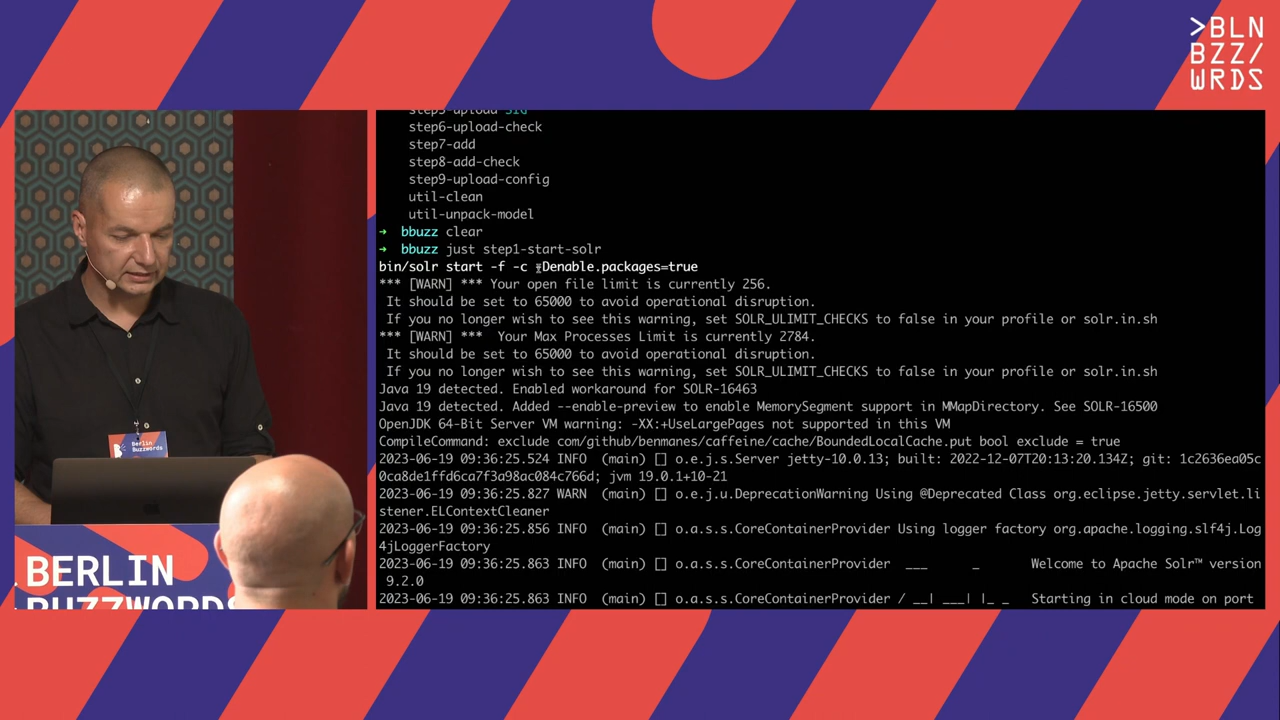 >BLN
BZZ/
WRDS
step5-upload SIG
step6-upload-check
step7-add
step8-add-check
step9-upload-config
util-clean
util-unpack-model
➜ bbuzz clear
➜ bbuzz just step1-start-solr
bin/solr start -f -c -Denable.packages=true
*** [WARN] *** Your open file limit is currently 256.
It should be set to 65000 to avoid operational disruption.
If you no longer wish to see this warning, set SOLR_ULIMIT_CHECKS to false in your profile or solr.in.sh
*** [WARN] ***  Your Max Processes Limit is currently 2784.
It should be set to 65000 to avoid operational disruption.
If you no longer wish to see this warning, set SOLR_ULIMIT_CHECKS to false in your profile or solr.in.sh
Java 19 detected. Enabled workaround for SOLR-16463
Java 19 detected. Added --enable-preview to enable MemorySegment support in MMapDirectory. See SOLR-16500
OpenJDK 64-Bit Server VM warning: -XX:+UseLargePages not supported in this VM
CompileCommand: exclude com/github/benmanes/caffeine/cache/BoundedLocalCache.put bool exclude = true
2023-06-19 09:36:25.524 INFO  (main) [] o.e.j.s.Server jetty-10.0.13; built: 2022-12-07T20:13:20.134Z; git: 1c2636ea05c
0ca8de1ffd6ca7f3a98ac084c766d; jvm 19.0.1+10-21
2023-06-19 09:36:25.827 WARN  (main) [] o.e.j.u.DeprecationWarning Using @Deprecated Class org.eclipse.jetty.servlet.li
stener.ELContextCleaner
2023-06-19 09:36:25.856 INFO  (main) [] o.a.s.s.CoreContainerProvider Using logger factory org.apache.logging.slf4j.Log
4jLoggerFactory
2023-06-19 09:36:25.863 INFO  (main) [] o.a.s.s.CoreContainerProvider  ___      _       Welcome to Apache Solr™ version
9.2.0
2023-06-19 09:36:25.863 INFO  (main) [] o.a.s.s.CoreContainerProvider / __| ___| |_ _   Starting in cloud mode on port
Berlin
Buzzwords
BERLIN
BUZZWORDS